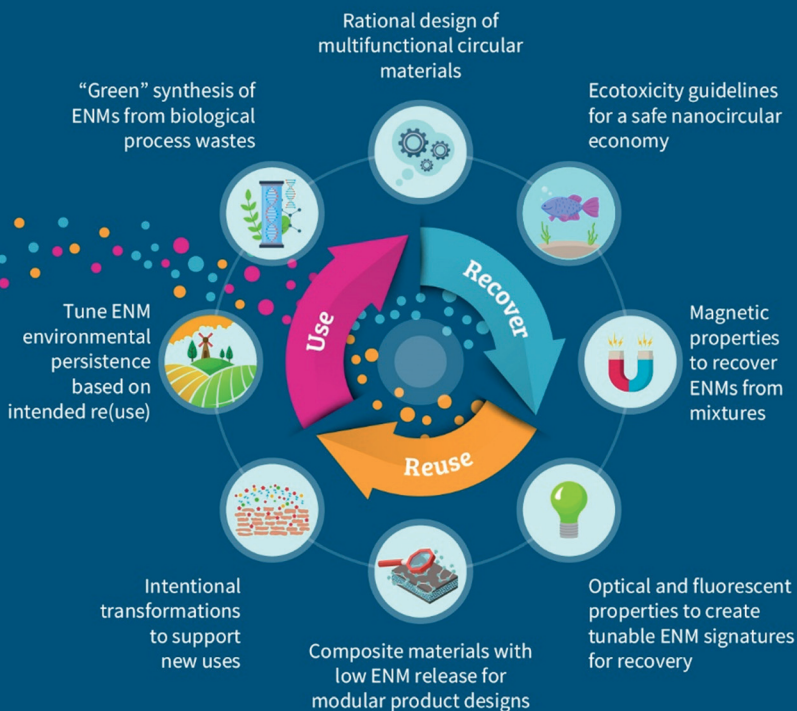 Rational design of
multifunctional circular
materials
“Green” synthesis of
ENMs from biological
process wastes
Ecotoxicity guidelines
for a safe nanocircular
economy
Use
Recover
Reuse
Tune ENM
environmental
persistence
based on
intended re(use)
Magnetic
properties
to recover
ENMs from
mixtures
Intentional
transformations
to support
new uses
Composite materials with
low ENM release for
modular product designs
Optical and fluorescent
properties to create
tunable ENM signatures
for recovery